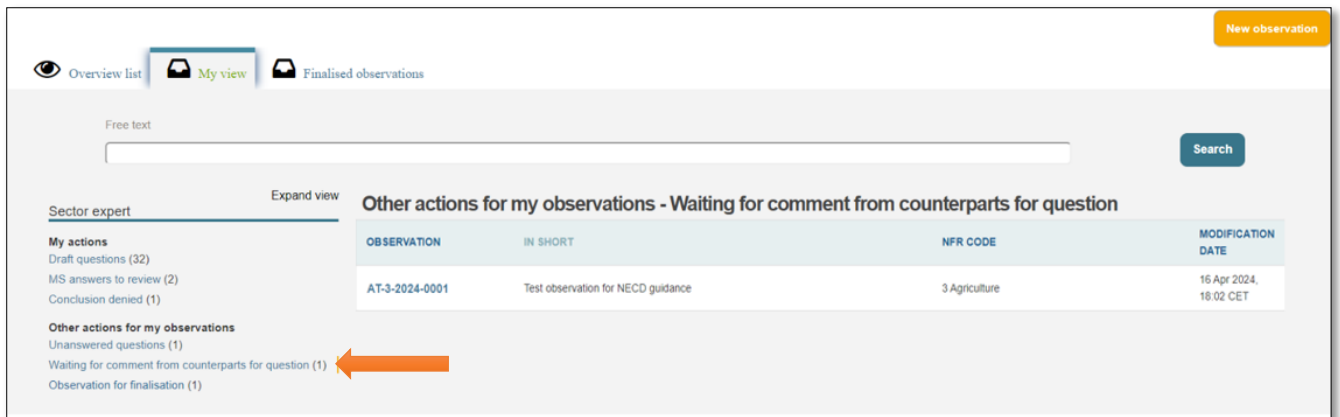 New observation
Overview list
My view
Finalised observations
Free text
Search
Expand view
Sector expert
My actions
Draft questions (32)
MS answers to review (2)
Conclusion denied (1)
Other actions for my observations
Unanswered questions (1)
Waiting for comment from counterparts for question (1)
Observation for finalisation (1)
Other actions for my observations - Waiting for comment from counterparts for question
OBSERVATION IN SHORT NFR CODE MODIFICATION
DATE
AT-3-2024-0001 Test observation for NECD guidance 3 Agriculture 16 Apr 2024,
18:02 CET